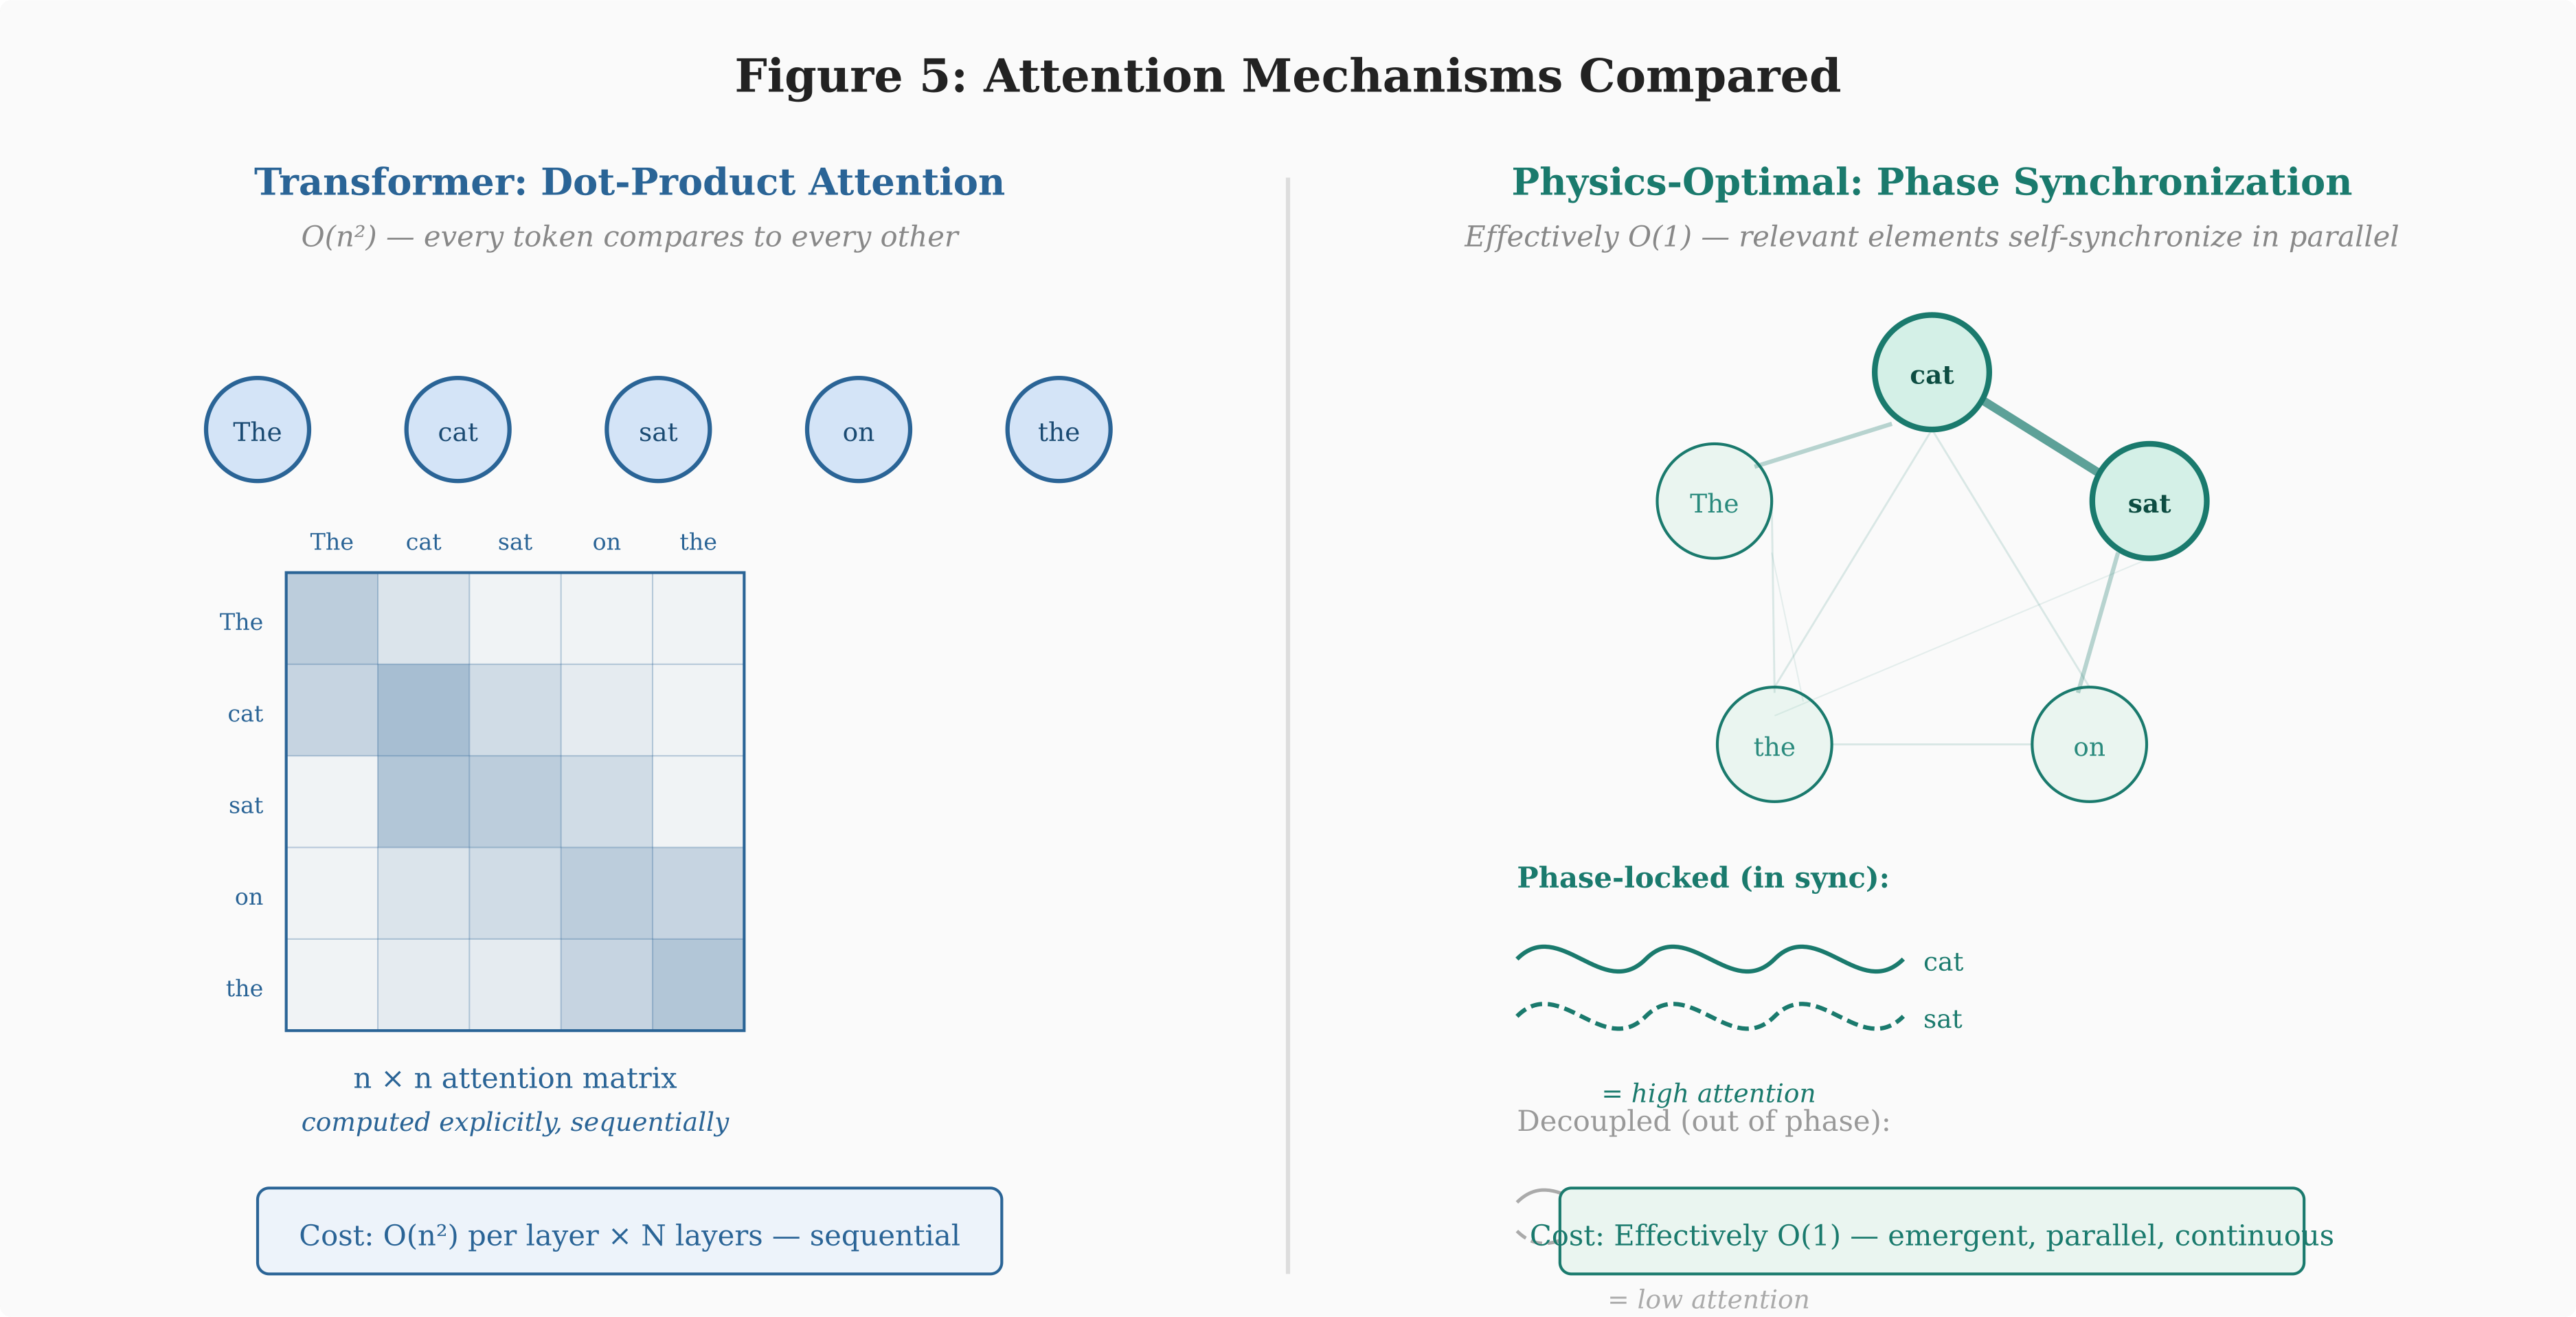 Figure 5: Attention Mechanisms Compared
Transformer: Dot-Product Attention
O(n²) — every token compares to every other
The cat sat on the
The cat sat on the
The
cat
sat
on
the
n × n attention matrix
computed explicitly, sequentially
Cost: O(n²) per layer × N layers — sequential
Physics-Optimal: Phase Synchronization
Effectively O(1) — relevant elements self-synchronize in parallel
cat
The
sat
the
on
Phase-locked (in sync):
cat
sat
= high attention
Decoupled (out of phase):
Cost: Effectively O(1) — emergent, parallel, continuous
= low attention